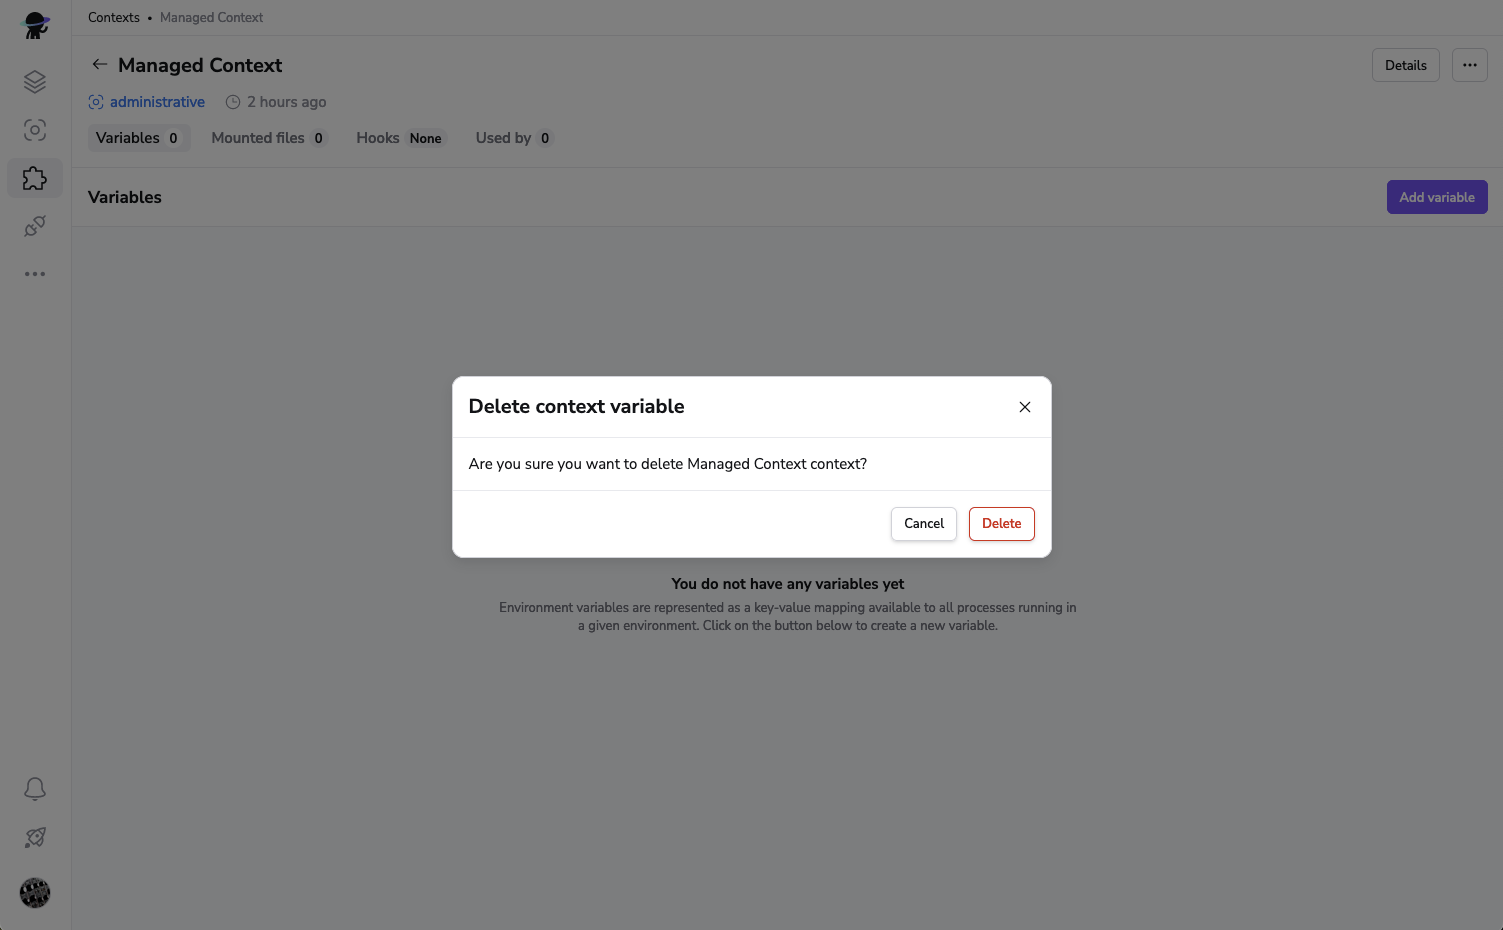 Contexts • Managed Context
Managed Context
Details
administrative 2 hours ago
Variables 0 Mounted files 0 Hooks None Used by 0
Variables
Add variable
Delete context variable
Are you sure you want to delete Managed Context context?
Cancel Delete
You do not have any variables yet
Environment variables are represented as a key-value mapping available to all processes running in
a given environment. Click on the button below to create a new variable.